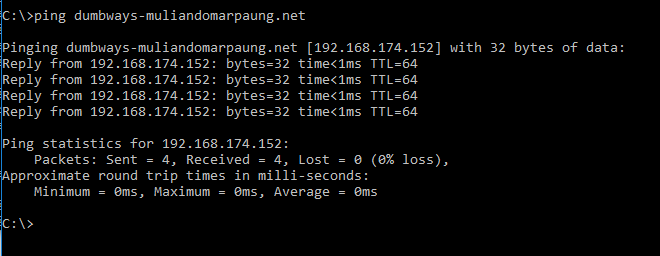 C:\>ping dumbways-muliandomarpaung.net
Pinging dumbways-muliandomarpaung.net [192.168.174.152] with 32 bytes of data:
Reply from 192.168.174.152: bytes=32 time<1ms TTL=64
Reply from 192.168.174.152: bytes=32 time<1ms TTL=64
Reply from 192.168.174.152: bytes=32 time<1ms TTL=64
Reply from 192.168.174.152: bytes=32 time<1ms TTL=64
Ping statistics for 192.168.174.152:
    Packets: Sent = 4, Received = 4, Lost = 0 (0% loss),
Approximate round trip times in milli-seconds:
    Minimum = 0ms, Maximum = 0ms, Average = 0ms
C:\>